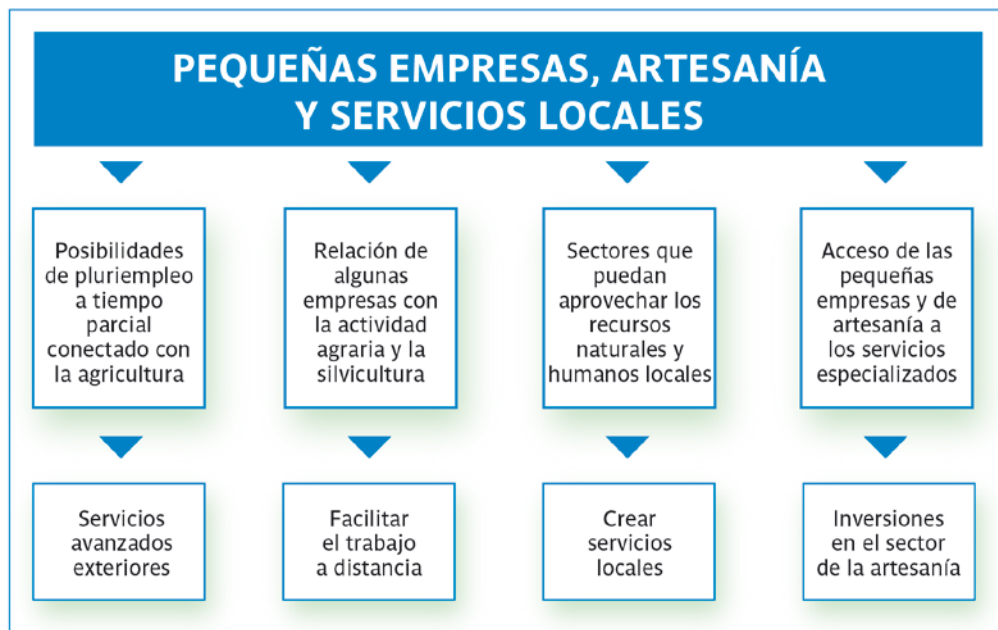 PEQUEÑAS EMPRESAS, ARTESANÍA
Y SERVICIOS LOCALES
Posibilidades
de pluriempleo
a tiempo
parcial
conectado con
la agricultura
Relación de
algunas
empresas con
la actividad
agraria y la
silvicultura
Sectores que
puedan
aprovechar los
recursos
naturales y
humanos locales
Acceso de las
pequeñas
empresas y de
artesanía a
los servicios
especializados
Servicios
avanzados
exteriores
Facilitar
el trabajo
a distancia
Crear
servicios
locales
Inversiones
en el sector
de la artesanía